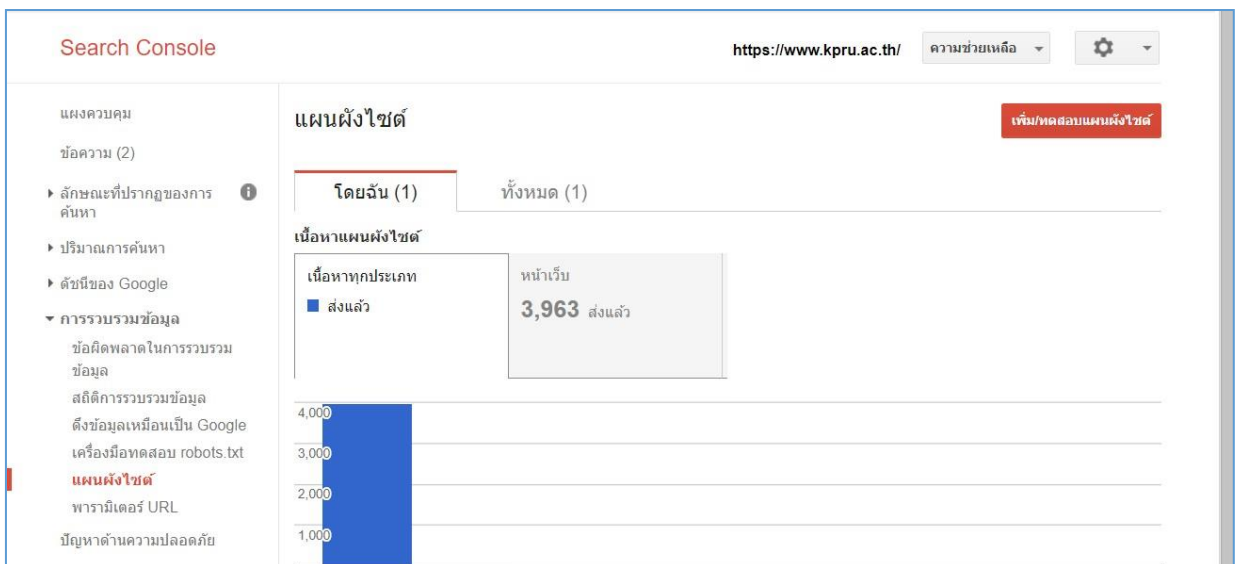 Search Console
https://www.kpru.ac.th/
ความช่วยเหลือ
แผงควบคุม
ข้อความ (2)
ลักษณะที่ปรากฏของการ
ค้นหา
ปริมาณการค้นหา
ดัชนีของ Google
การรวบรวมข้อมูล
ข้อผิดพลาดในการรวบรวม
ข้อมูล
สถิติการรวบรวมข้อมูล
ดึงข้อมูลเหมือนเป็น Google
เครื่องมือทดสอบ robots.txt
แผนผังไซต์
พารามิเตอร์ URL
ปัญหาด้านความปลอดภัย
แผนผังไซต์
เพิ่ม/ทดสอบแผนผังไซต์
โดยฉัน (1)
ทั้งหมด (1)
เนื้อหาแผนผังไซต์
เนื้อหาทุกประเภท
ส่งแล้ว
หน้าเว็บ
3,963 ส่งแล้ว
4,000
3,000
2,000
1,000